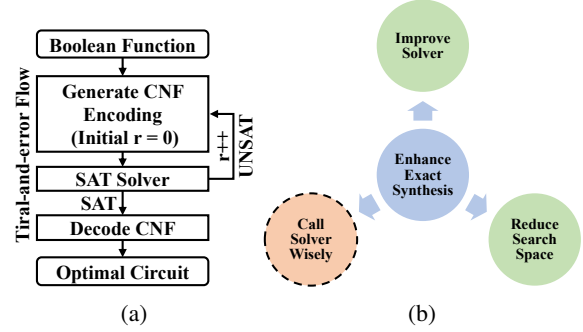 Tiral-and-error Flow
Boolean Function
Generate CNF
Encoding
(Initial r = 0)
r++
UNSAT
SAT Solver
SAT
Decode CNF
Optimal Circuit
(a)
Improve
Solver
Enhance
Exact
Synthesis
Call
Solver
Wisely
Reduce
Search
Space
(b)